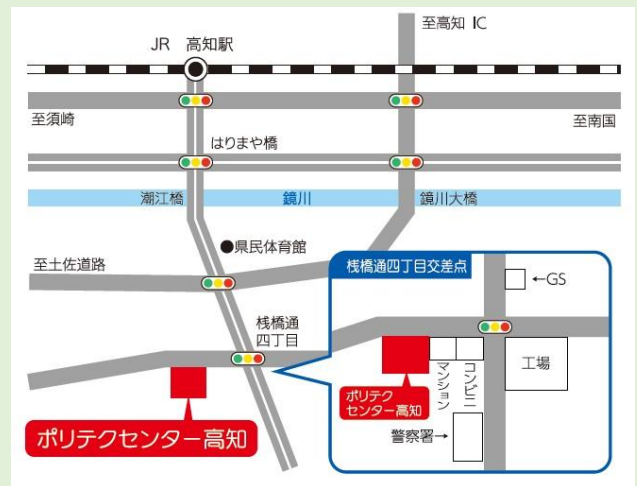 至高知 IC
JR 高知駅
至須崎
至南国
はりまや橋
潮江橋
鏡川
鏡川大橋
●県民体育館
至土佐道路
桟橋通四丁目交差点
←GS
桟橋通
四丁目
工場
コンビニ
マンション
ポリテク
センター高知
警察署→
ポリテクセンター高知